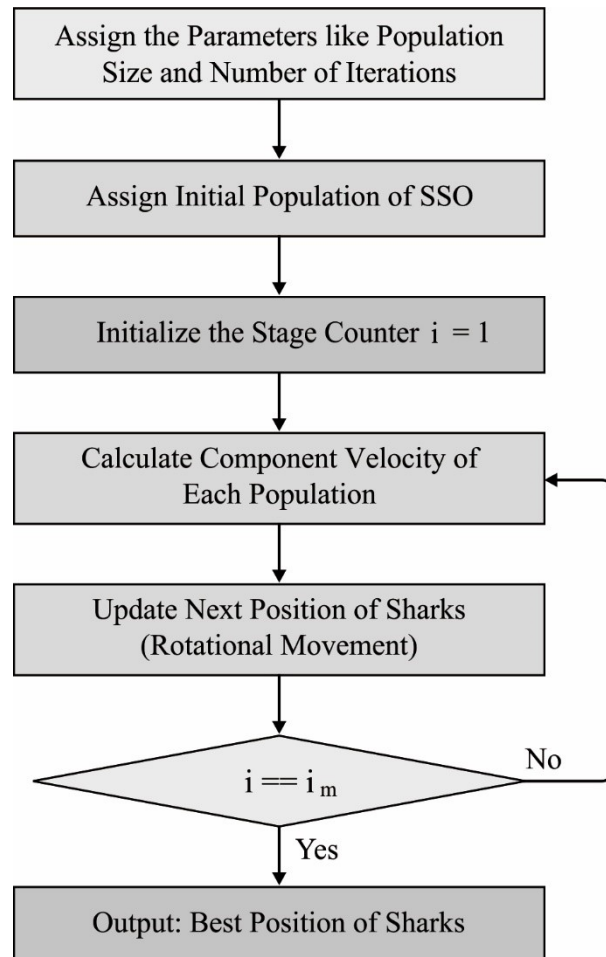 Assign the Parameters like Population
Size and Number of Iterations
Assign Initial Population of SSO
Initialize the Stage Counter i = 1
Calculate Component Velocity of
Each Population
Update Next Position of Sharks
(Rotational Movement)
i == i m
No
Yes
Output: Best Position of Sharks